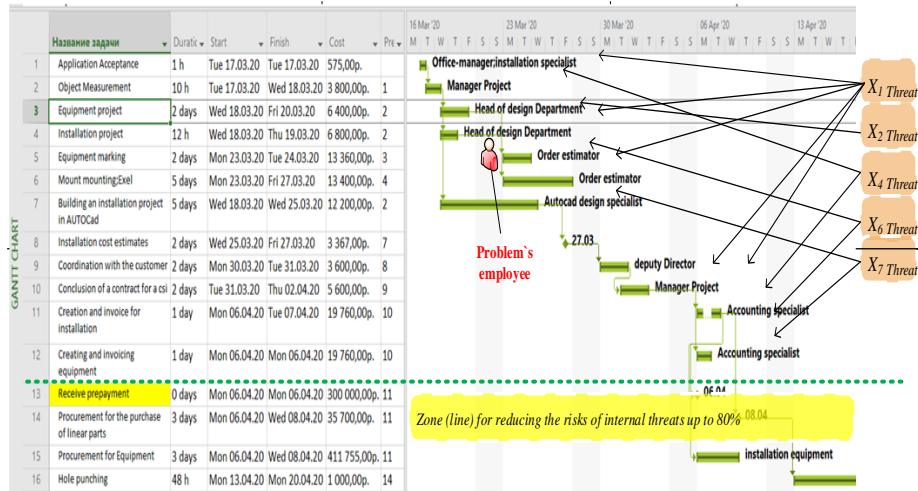 16 Mar '20 23 Mar '20 30 Mar '20 06 Apr '20 13 Apr '20
Название задачи Duratic Start Finish Cost Pre M T W T F S S M T W T F S S M T W T F S S M T W T F S S M T W T
1 Application Acceptance 1 h Tue 17.03.20 Tue 17.03.20 575,00р. Office-manager;installation specialist
2 Object Measurement 10 h Tue 17.03.20 Wed 18.03.20 3 800,00р. 1 Manager Project
3 Equipment project 2 days Wed 18.03.20 Fri 20.03.20 6 400,00р. 2 Head of design Department
4 Installation project 12 h Wed 18.03.20 Thu 19.03.20 6 800,00р. 2 Head of design Department
5 Equipment marking 2 days Mon 23.03.20 Tue 24.03.20 13 360,00р. 3 Order estimator
6 Mount mounting;Exel 5 days Mon 23.03.20 Fri 27.03.20 13 400,00р. 4 Order estimator
7 Building an installation project 5 days Wed 18.03.20 Wed 25.03.20 12 200,00р. 2 Autocad design specialist
in AUTOCad
8 Installation cost estimates 2 days Wed 25.03.20 Fri 27.03.20 3 367,00р. 7 27.03
9 Coordination with the customer 2 days Mon 30.03.20 Tue 31.03.20 3 600,00р. 8 deputy Director
10 Conclusion of a contract for a csi 2 days Tue 31.03.20 Thu 02.04.20 5 600,00р. 9 Manager Project
11 Creation and invoice for 1 day Mon 06.04.20 Tue 07.04.20 19 760,00р. 10 Accounting specialist
installation
12 Creating and invoicing 1 day Mon 06.04.20 Mon 06.04.20 19 760,00р. 10 Accounting specialist
equipment
13 Receive prepayment 0 days Mon 06.04.20 Mon 06.04.20 300 000,00р. 11 06.04
14 Procurement for the purchase 3 days Mon 06.04.20 Wed 08.04.20 35 700,00р. 11 08.04
of linear parts
15 Procurement for Equipment 3 days Mon 06.04.20 Wed 08.04.20 411 755,00р. 11 installation equipment
16 Hole punching 48 h Mon 13.04.20 Mon 20.04.20 1 000,00р. 14
GANTT CHART
Problem`s
employee
Zone (line) for reducing the risks of internal threats up to 80%
X1 Threat
X2 Threat
X4 Threat
X6 Threat
X7 Threat